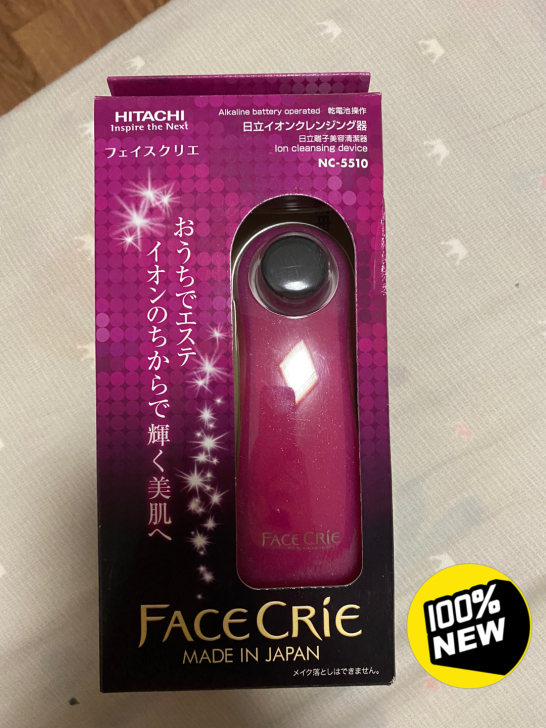 HITACHI
Inspire the Next
フェイスクリエ
Alkaline battery operated 乾電池操作
日立イオンクレンジング器
日立離子美容清潔器
Ion cleansing device
NC-5510
おうちでエステ
イオンのちからで輝く美肌へ
FACE CRIE
FACE CRIE
MADE IN JAPAN
メイク落としはできません。
100%
NEW